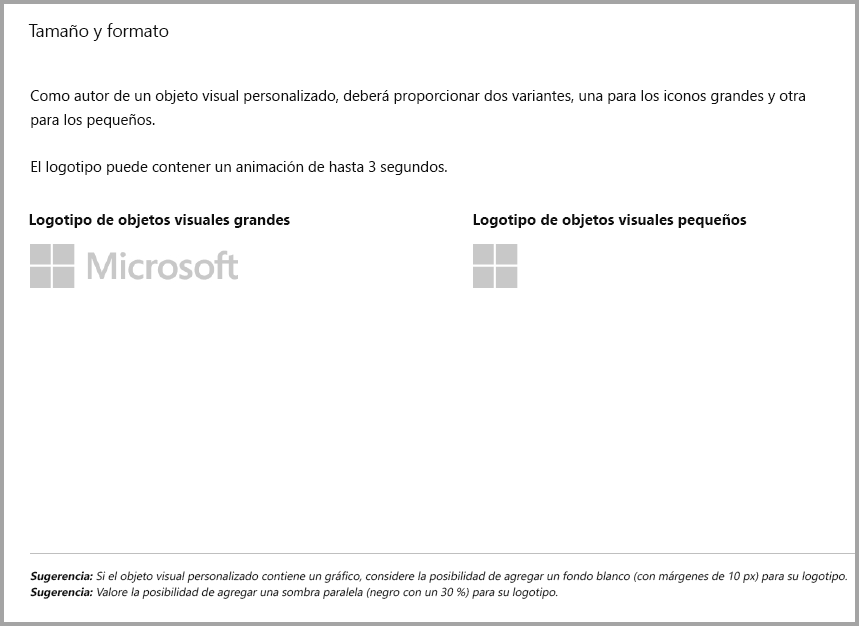 Tamaño y formato
Como autor de un objeto visual personalizado, deberá proporcionar dos variantes, una para los iconos grandes y otra
para los pequeños.
El logotipo puede contener un animación de hasta 3 segundos.
Logotipo de objetos visuales grandes
Microsoft
Logotipo de objetos visuales pequeños
Sugerencia: Si el objeto visual personalizado contiene un gráfico, considere la posibilidad de agregar un fondo blanco (con márgenes de 10 px) para su logotipo.
Sugerencia: Valore la posibilidad de agregar una sombra paralela (negro con un 30 %) para su logotipo.